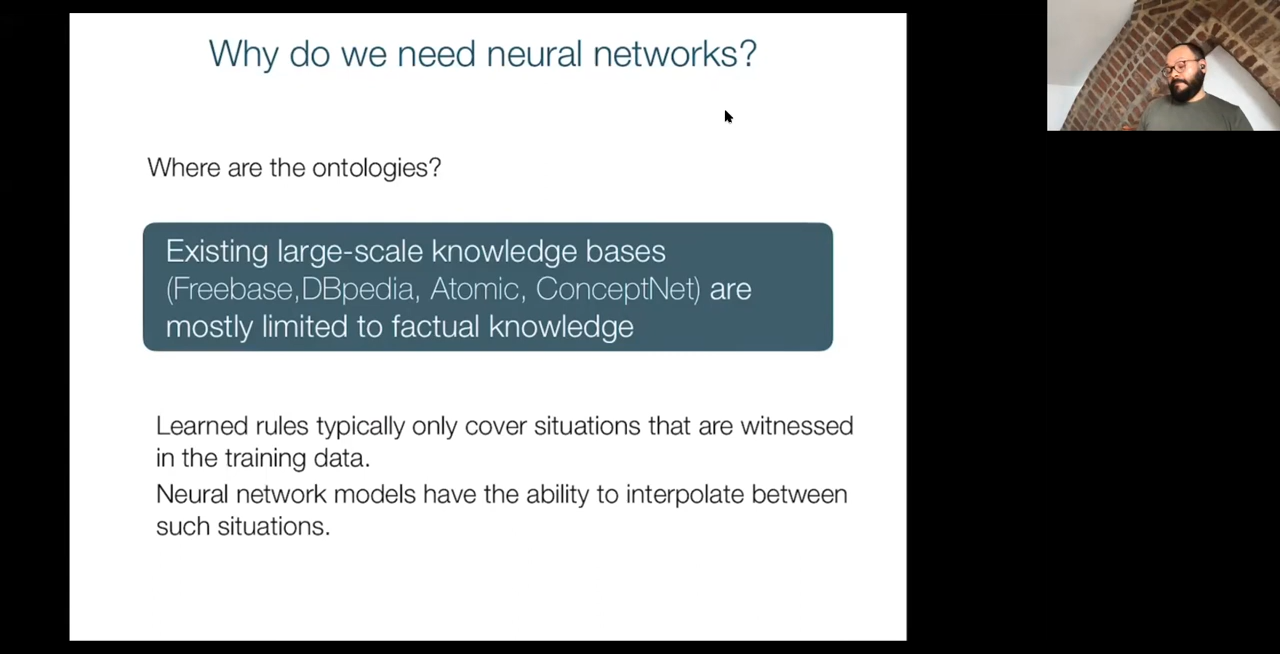 Why do we need neural networks?
Where are the ontologies?
Existing large-scale knowledge bases
(Freebase,DBpedia, Atomic, ConceptNet) are
mostly limited to factual knowledge
Learned rules typically only cover situations that are witnessed
in the training data.
Neural network models have the ability to interpolate between
such situations.